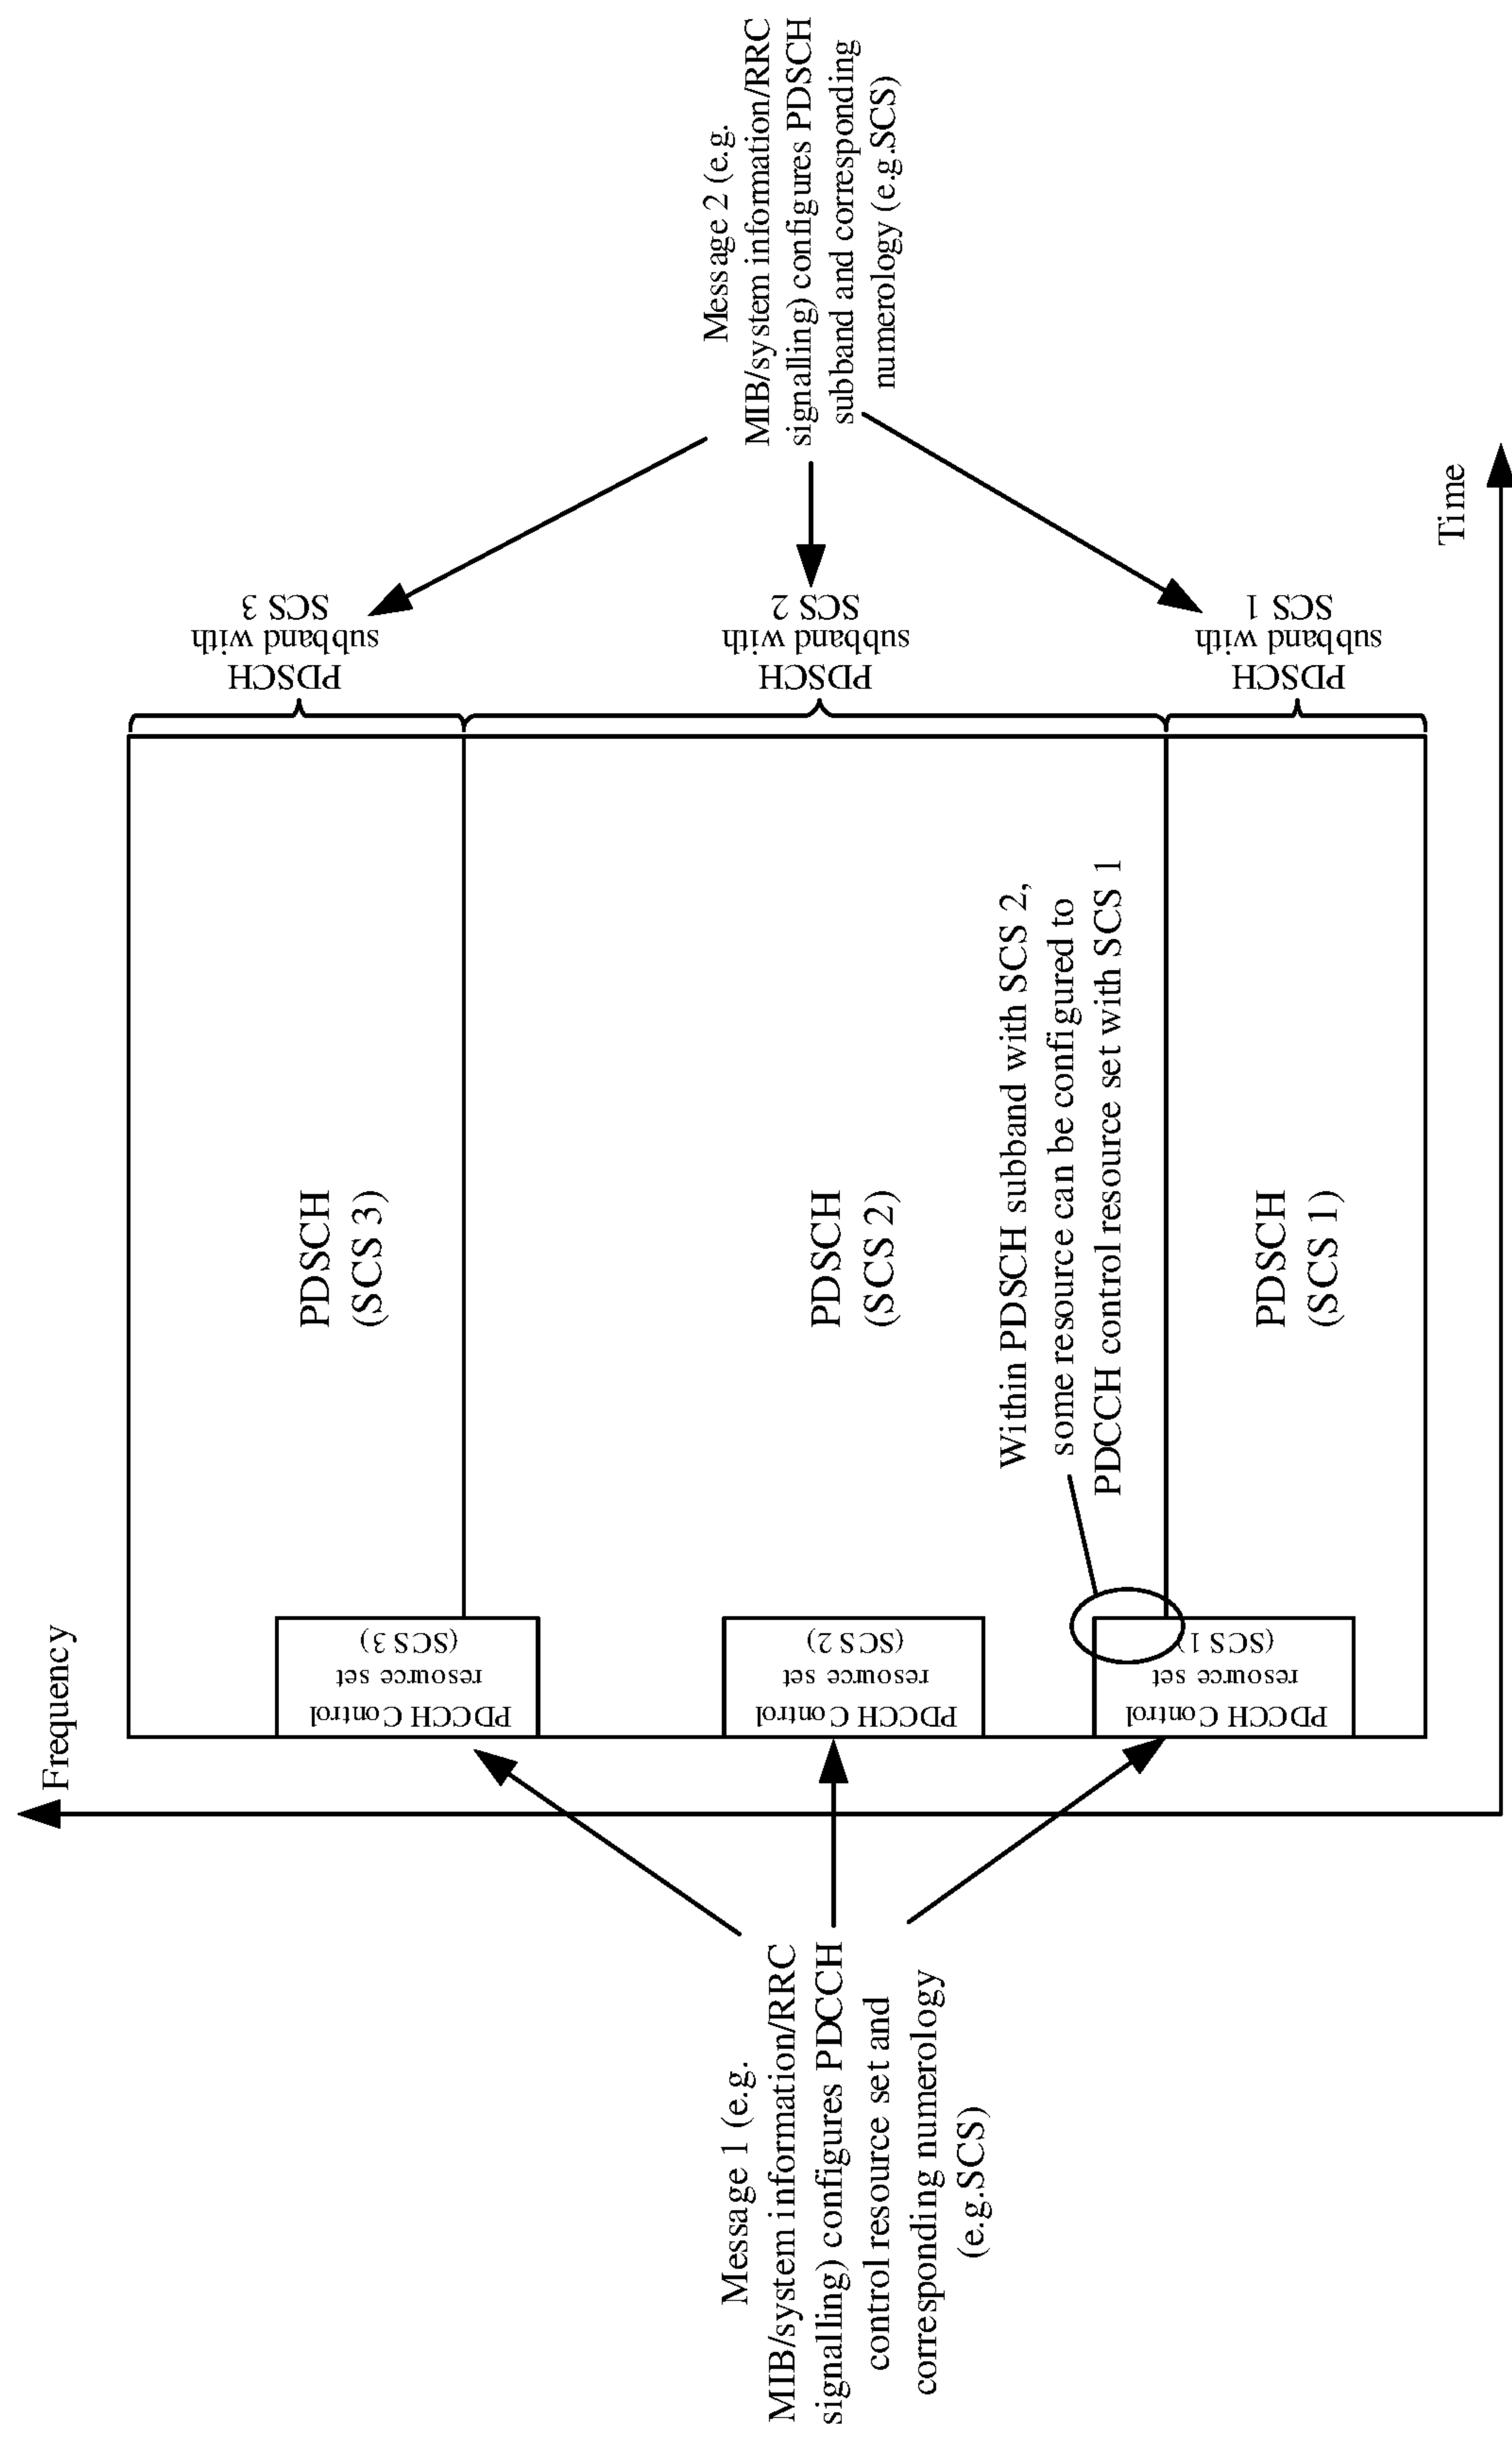 Frequency
Message 1 (e.g.
MIB/system information/RRC
signalling) configures PDCCH
control resource set and
corresponding numerology
(e.g.SCS)
PDCCH Control
resource set
(SCS 3)
PDCCH Control
resource set
(SCS 2)
PDCCH Control
resource set
(SCS 1)
PDSCH
(SCS 3)
PDSCH
(SCS 2)
Within PDSCH subband with SCS 2,
some resource can be configured to
PDCCH control resource set with SCS 1
PDSCH
(SCS 1)
PDSCH
subband with
SCS 3
PDSCH
subband with
SCS 2
PDSCH
subband with
SCS 1
Message 2 (e.g.
MIB/system information/RRC
signalling) configures PDSCH
subband and corresponding
numerology (e.g.SCS)
Time